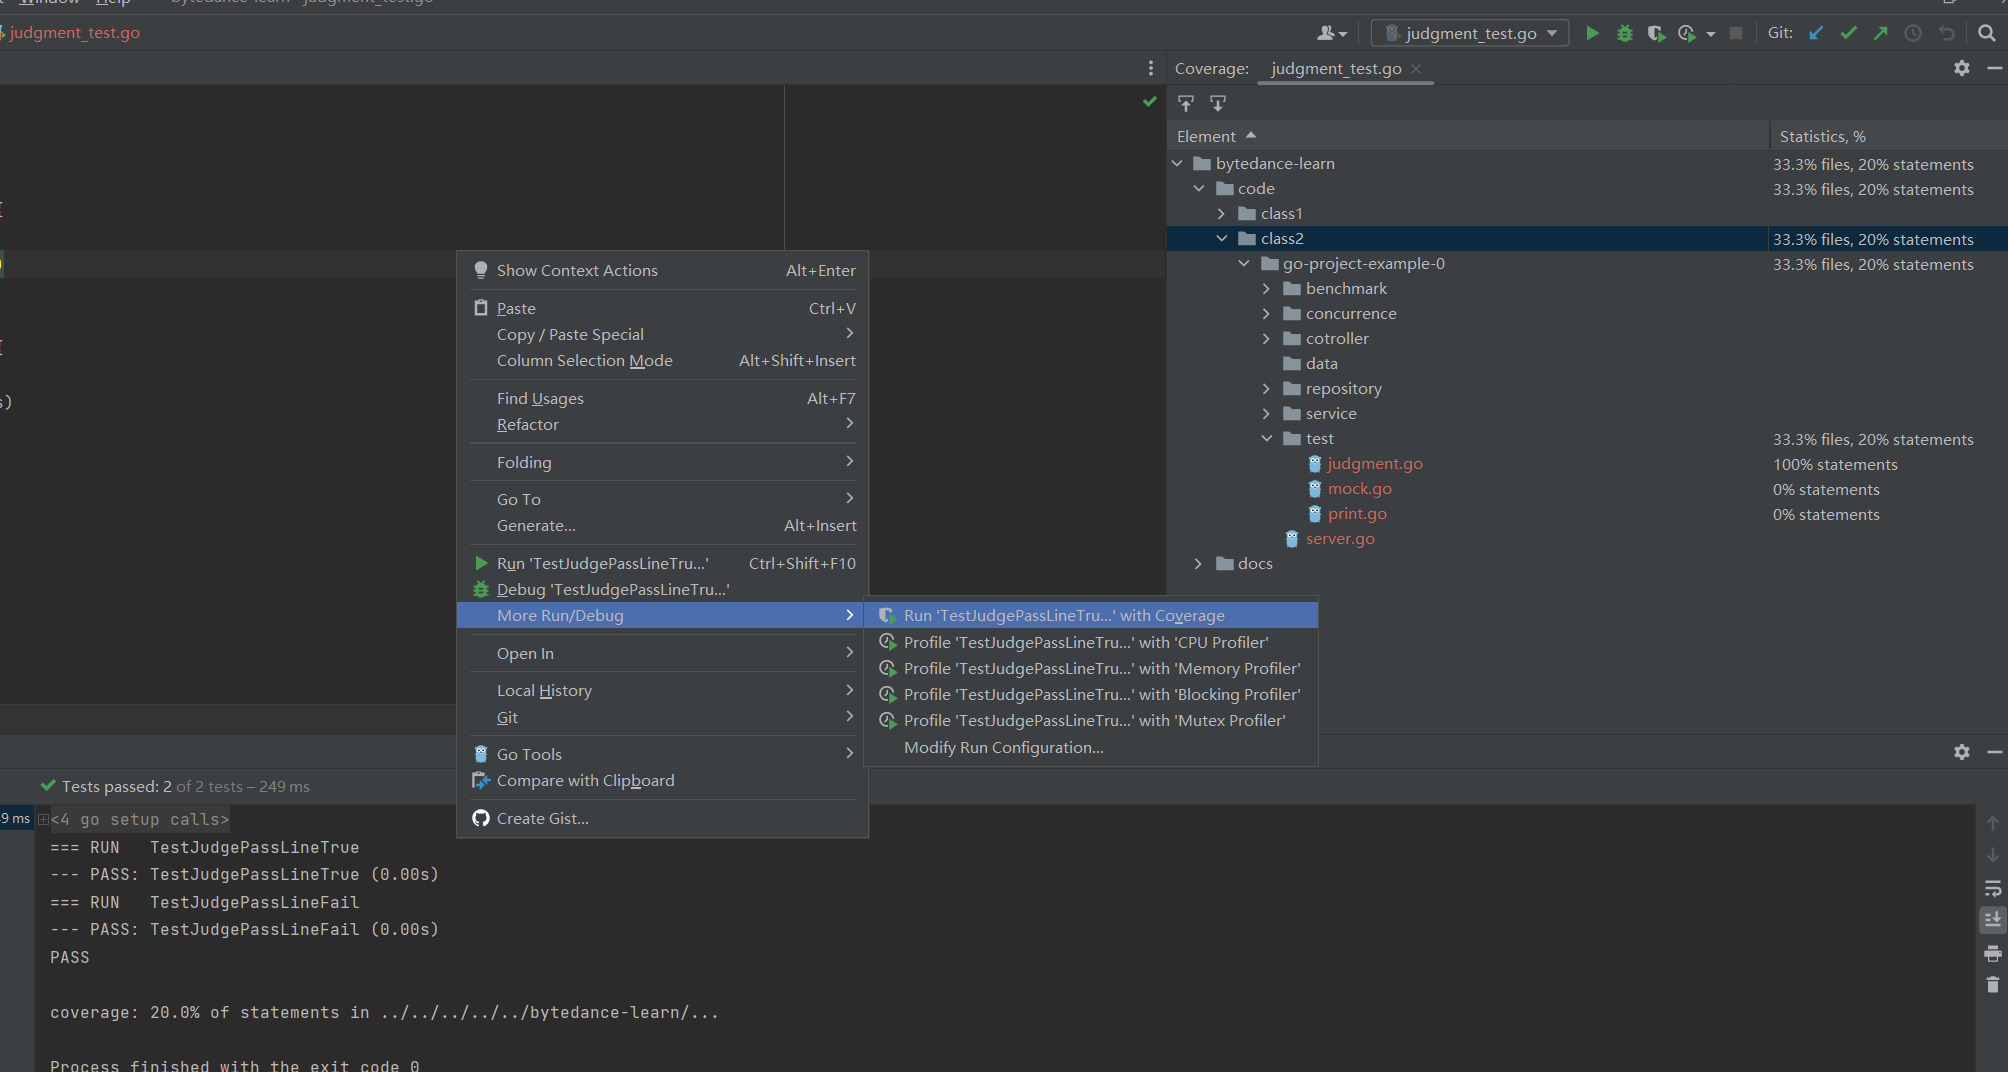 Window Help bytedance-learn - judgment_test.go
judgment_test.go
judgment_test.go
Git:
Coverage: judgment_test.go
Element
Statistics, %
bytedance-learn 33.3% files, 20% statements
code 33.3% files, 20% statements
class1
class2 33.3% files, 20% statements
go-project-example-0 33.3% files, 20% statements
benchmark
concurrence
cotroller
data
repository
service
test 33.3% files, 20% statements
judgment.go 100% statements
mock.go 0% statements
print.go 0% statements
server.go
docs
{
)
{
s)
Show Context Actions Alt+Enter
Paste Ctrl+V
Copy / Paste Special
Column Selection Mode Alt+Shift+Insert
Find Usages Alt+F7
Refactor
Folding
Go To
Generate... Alt+Insert
Run 'TestJudgePassLineTru...' Ctrl+Shift+F10
Debug 'TestJudgePassLineTru...'
More Run/Debug
Open In
Local History
Git
Go Tools
Compare with Clipboard
Create Gist...
Run 'TestJudgePassLineTru...' with Coverage
Profile 'TestJudgePassLineTru...' with 'CPU Profiler'
Profile 'TestJudgePassLineTru...' with 'Memory Profiler'
Profile 'TestJudgePassLineTru...' with 'Blocking Profiler'
Profile 'TestJudgePassLineTru...' with 'Mutex Profiler'
Modify Run Configuration...
Tests passed: 2 of 2 tests – 249 ms
9 ms
<4 go setup calls>
=== RUN   TestJudgePassLineTrue
--- PASS: TestJudgePassLineTrue (0.00s)
=== RUN   TestJudgePassLineFail
--- PASS: TestJudgePassLineFail (0.00s)
PASS
coverage: 20.0% of statements in ../../../../../bytedance-learn/...
Process finished with the exit code 0